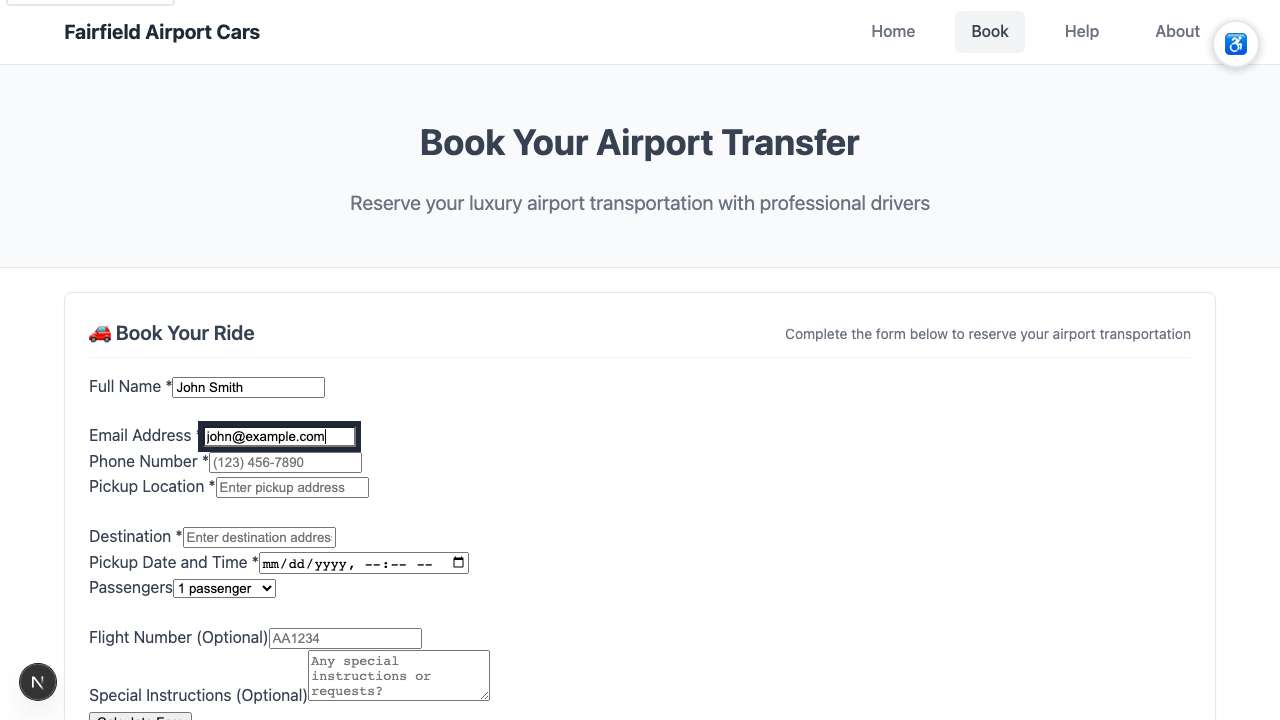 Fairfield Airport Cars
Home Book Help About
Book Your Airport Transfer
Reserve your luxury airport transportation with professional drivers
🚗 Book Your Ride
Complete the form below to reserve your airport transportation
Full Name * John Smith
Email Address * john@example.com
Phone Number * (123) 456-7890
Pickup Location * Enter pickup address
Destination * Enter destination addres
Pickup Date and Time * mm/dd/yyyy, --:-- --
Passengers 1 passenger
Flight Number (Optional) AA1234
Any special
instructions or
requests?
Special Instructions (Optional)
Calculate Fare
N